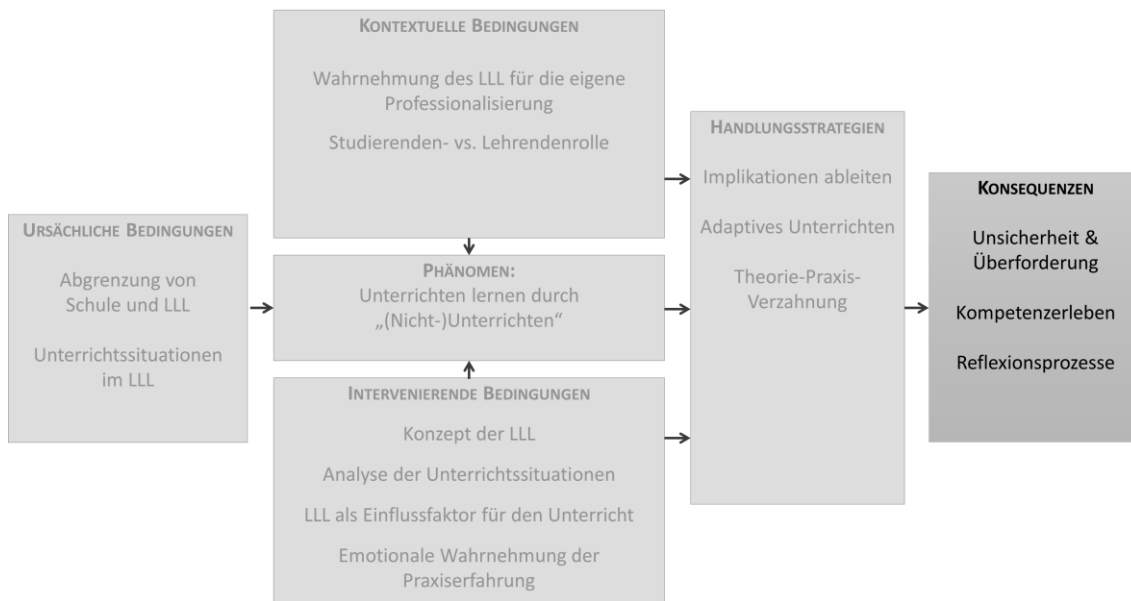 KONTEXTUELLE BEDINGUNGEN
Wahrnehmung des LLL für die eigene
Professionalisierung
Studierenden- vs. Lehrendenrolle
URSÄCHLICHE BEDINGUNGEN
Abgrenzung von
Schule und LLL
Unterrichtssituationen
im LLL
PHÄNOMEN:
Unterrichten lernen durch
„(Nicht-)Unterrichten“
INTERVENIERENDE BEDINGUNGEN
Konzept der LLL
Analyse der Unterrichtssituationen
LLL als Einflussfaktor für den Unterricht
Emotionale Wahrnehmung der
Praxiserfahrung
HANDLUNGSSTRATEGIEN
Implikationen ableiten
Adaptives Unterrichten
Theorie-Praxis-
Verzahnung
KONSEQUENZEN
Unsicherheit &
Überforderung
Kompetenzerleben
Reflexionsprozesse